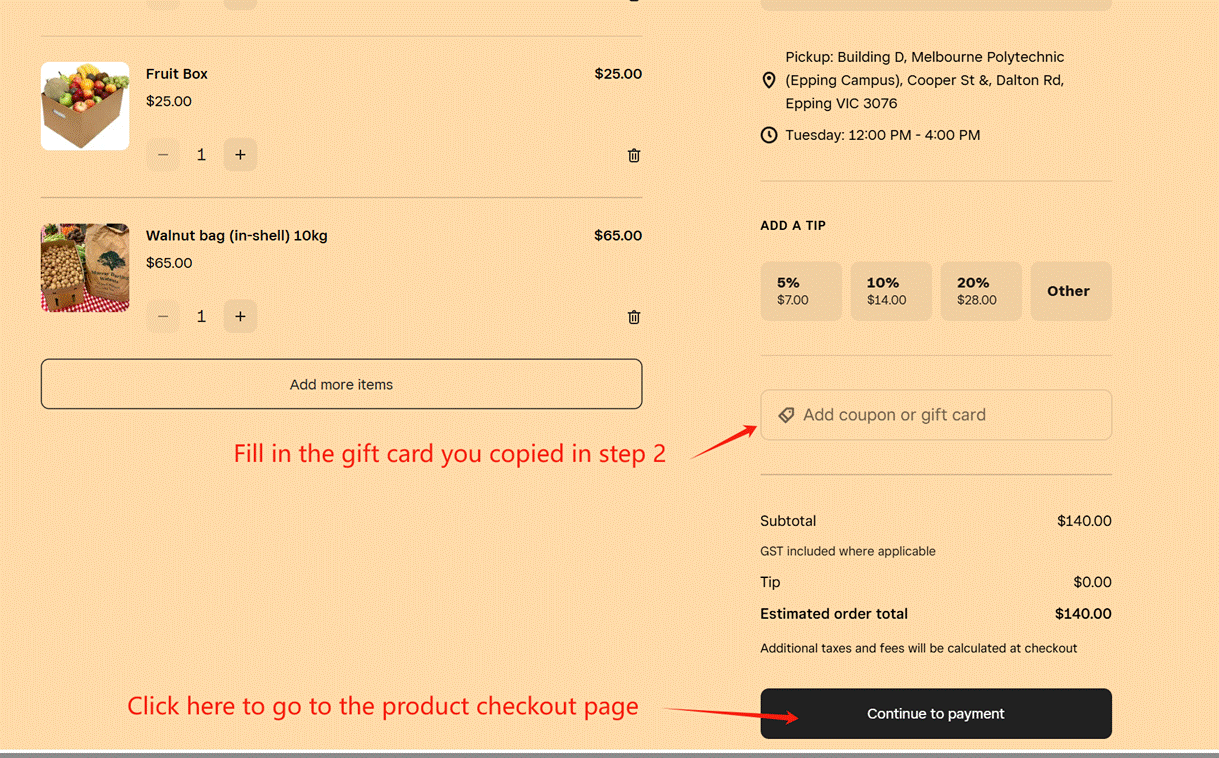 Fruit Box
$25.00
$25.00
1
Walnut bag (in-shell) 10kg
$65.00
$65.00
1
Add more items
Fill in the gift card you copied in step 2
Click here to go to the product checkout page
Pickup: Building D, Melbourne Polytechnic
(Epping Campus), Cooper St &, Dalton Rd,
Epping VIC 3076
Tuesday: 12:00 PM - 4:00 PM
ADD A TIP
5%
$7.00
10%
$14.00
20%
$28.00
Other
Add coupon or gift card
Subtotal $140.00
GST included where applicable
Tip $0.00
Estimated order total $140.00
Additional taxes and fees will be calculated at checkout
Continue to payment